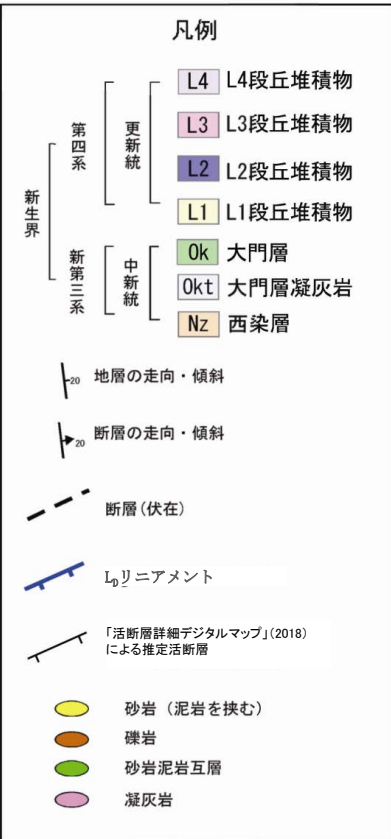 凡例
新生界
第四系
更新統
L4 L4段丘堆積物
L3 L3段丘堆積物
L2 L2段丘堆積物
L1 L1段丘堆積物
新第三系
中新統
Ok 大門層
Okt 大門層凝灰岩
Nz 西染層
20 地層の走向・傾斜
20 断層の走向・傾斜
断層(伏在)
LDリニアメント
「活断層詳細デジタルマップ」(2018)
による推定活断層
砂岩（泥岩を挟む）
礫岩
砂岩泥岩互層
凝灰岩